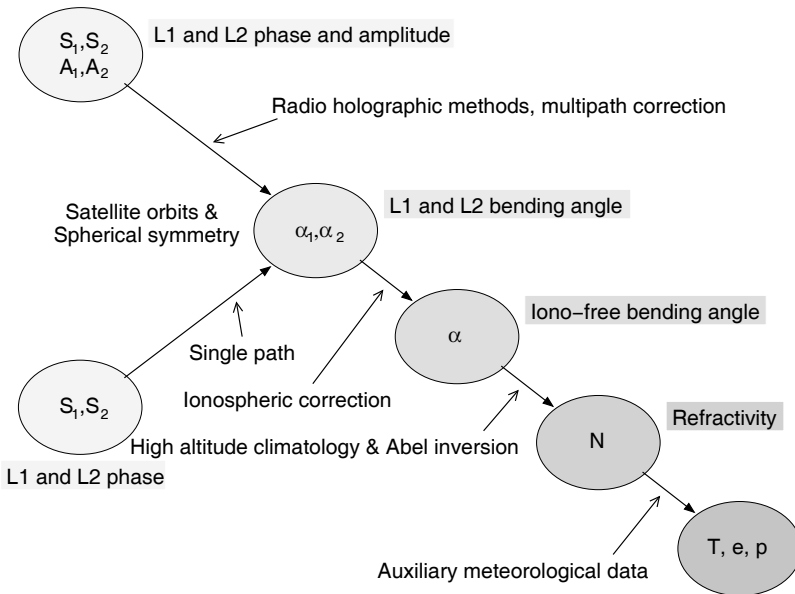 S₁,S₂
A₁,A₂
L1 and L2 phase and amplitude
Radio holographic methods, multipath correction
Satellite orbits &
Spherical symmetry
α₁,α₂
L1 and L2 bending angle
Single path
Ionospheric correction
α
Iono−free bending angle
S₁,S₂
L1 and L2 phase
High altitude climatology & Abel inversion
N
Refractivity
Auxiliary meteorological data
T, e, p